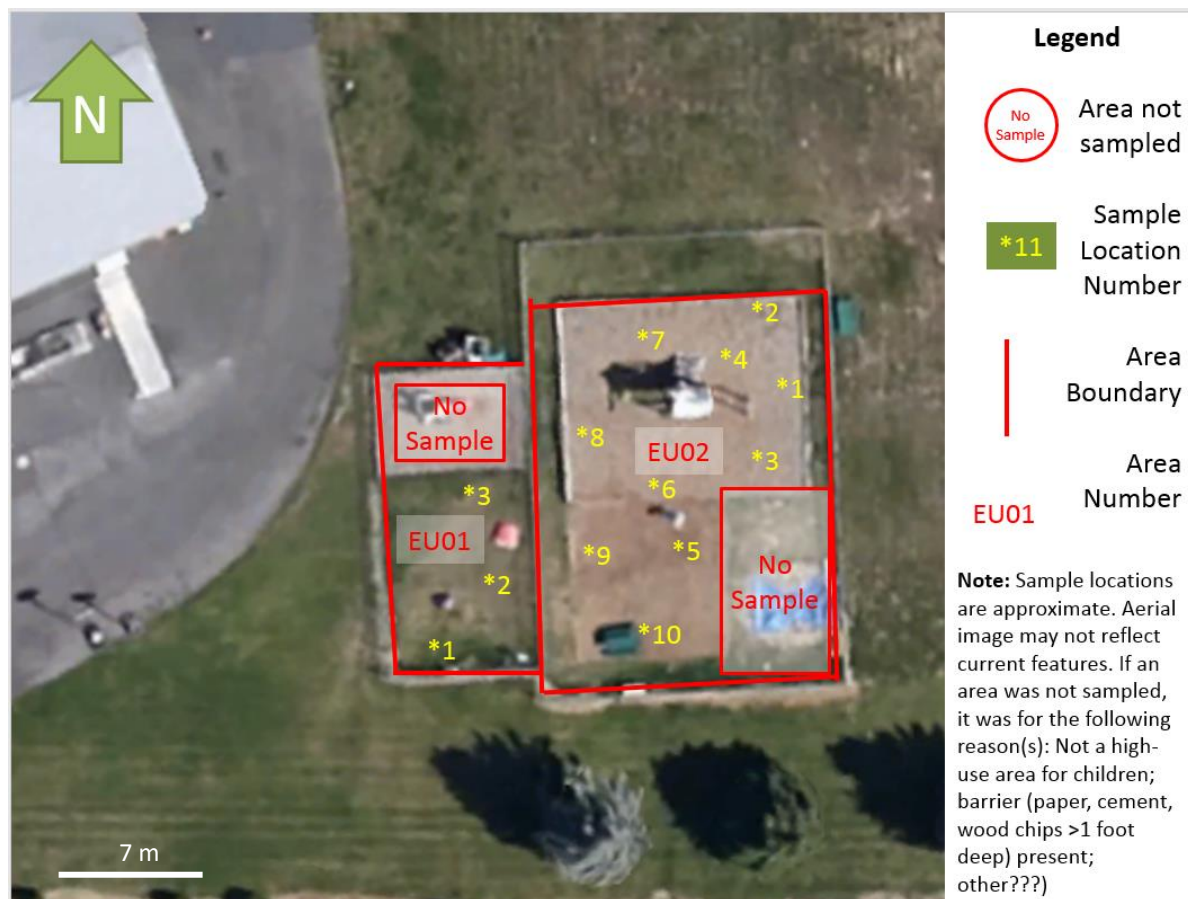 N
*2
*7
*4
*1
No
Sample
*8
EU02
*3
*3
*6
EU01
*9
*5
No
Sample
*2
*10
*1
7 m
Legend
No
Sample
Area not
sampled
*11
Sample
Location
Number
Area
Boundary
EU01
Area
Number
Note: Sample locations
are approximate. Aerial
image may not reflect
current features. If an
area was not sampled,
it was for the following
reason(s): Not a high-
use area for children;
barrier (paper, cement,
wood chips >1 foot
deep) present;
other???)